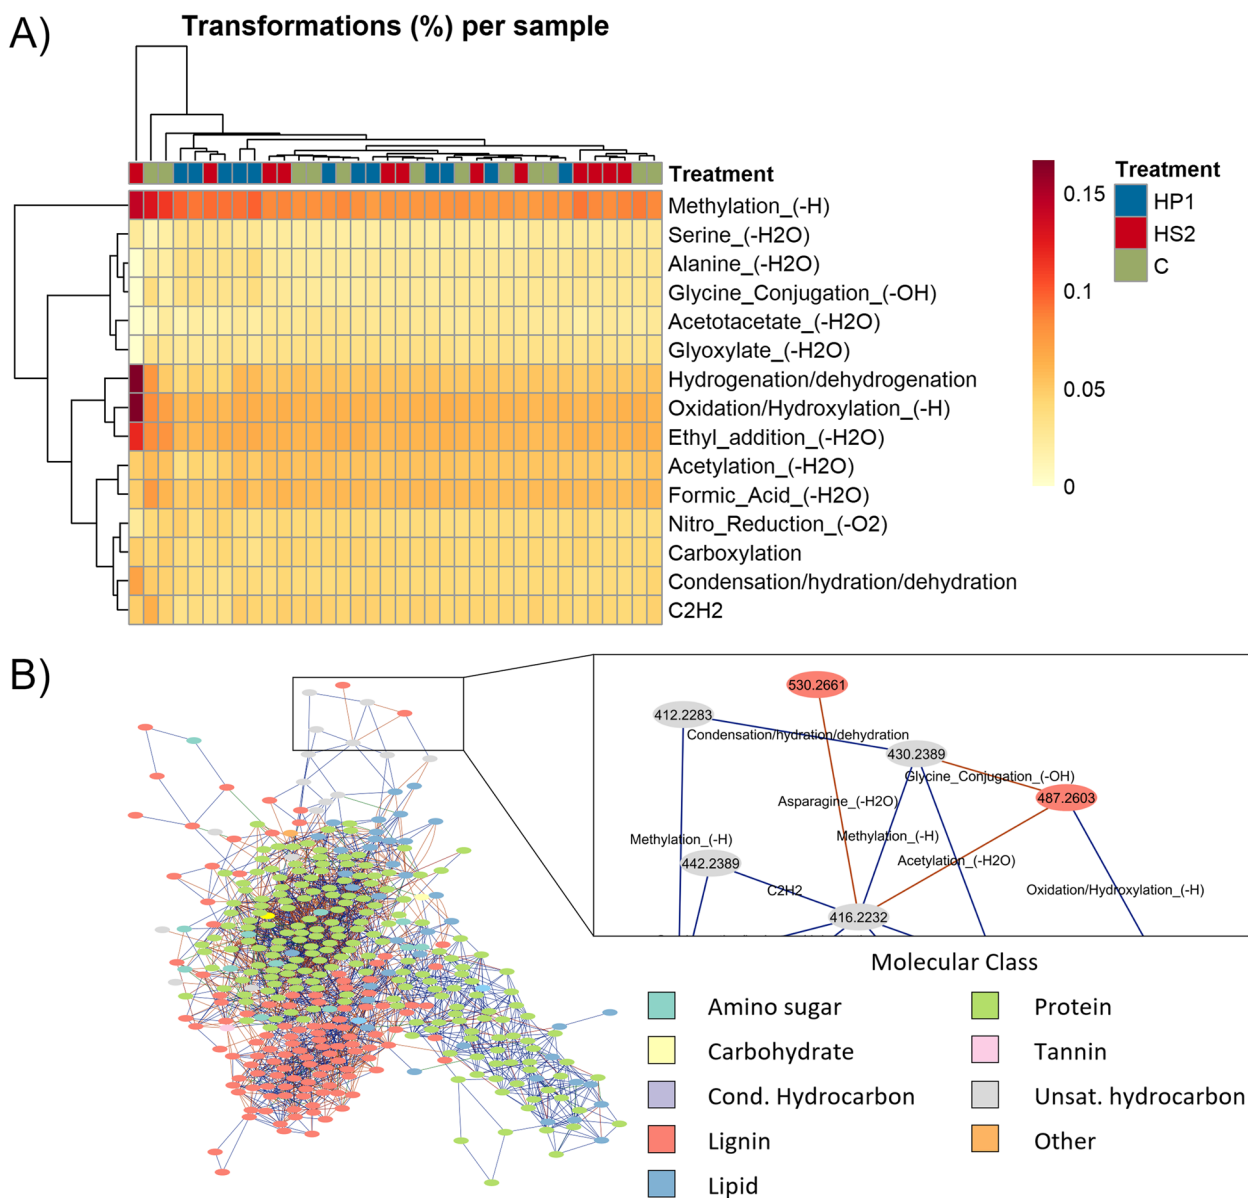 A)
Transformations (%) per sample
Treatment
Methylation_(-H)
Serine_(-H2O)
Alanine_(-H2O)
Glycine_Conjugation_(-OH)
Acetotacetate_(-H2O)
Glyoxylate_(-H2O)
Hydrogenation/dehydrogenation
Oxidation/Hydroxylation_(-H)
Ethyl_addition_(-H2O)
Acetylation_(-H2O)
Formic_Acid_(-H2O)
Nitro_Reduction_(-O2)
Carboxylation
Condensation/hydration/dehydration
C2H2
0.15
0.1
0.05
0
Treatment
HP1
HS2
C
B)
530.2661
412.2283
Condensation/hydration/dehydration
430.2389
Glycine_Conjugation_(-OH)
487.2603
Asparagine_(-H2O)
Methylation_(-H)
Methylation_(-H)
Acetylation_(-H2O)
442.2389
C2H2
Oxidation/Hydroxylation_(-H)
416.2232
Molecular Class
Amino sugar
Carbohydrate
Cond. Hydrocarbon
Lignin
Lipid
Protein
Tannin
Unsat. hydrocarbon
Other